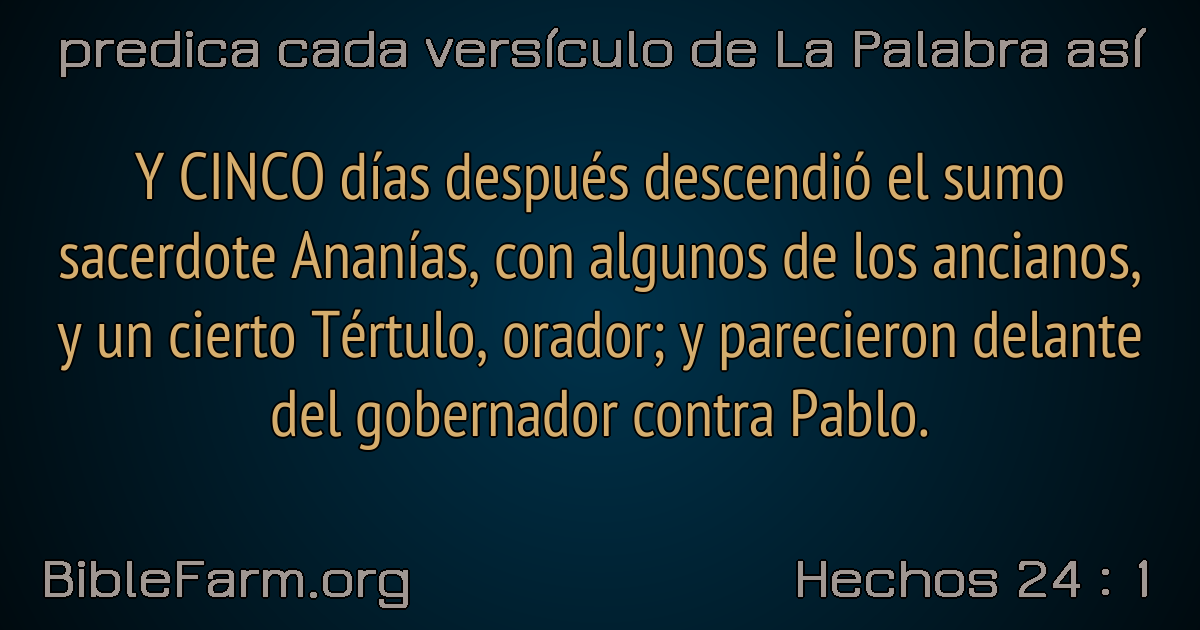 predica cada versículo de La Palabra así
Y CINCO días después descendió el sumo
sacerdote Ananías, con algunos de los ancianos,
y un cierto Tértulo, orador; y parecieron delante
del gobernador contra Pablo.
BibleFarm.org
Hechos 24 : 1